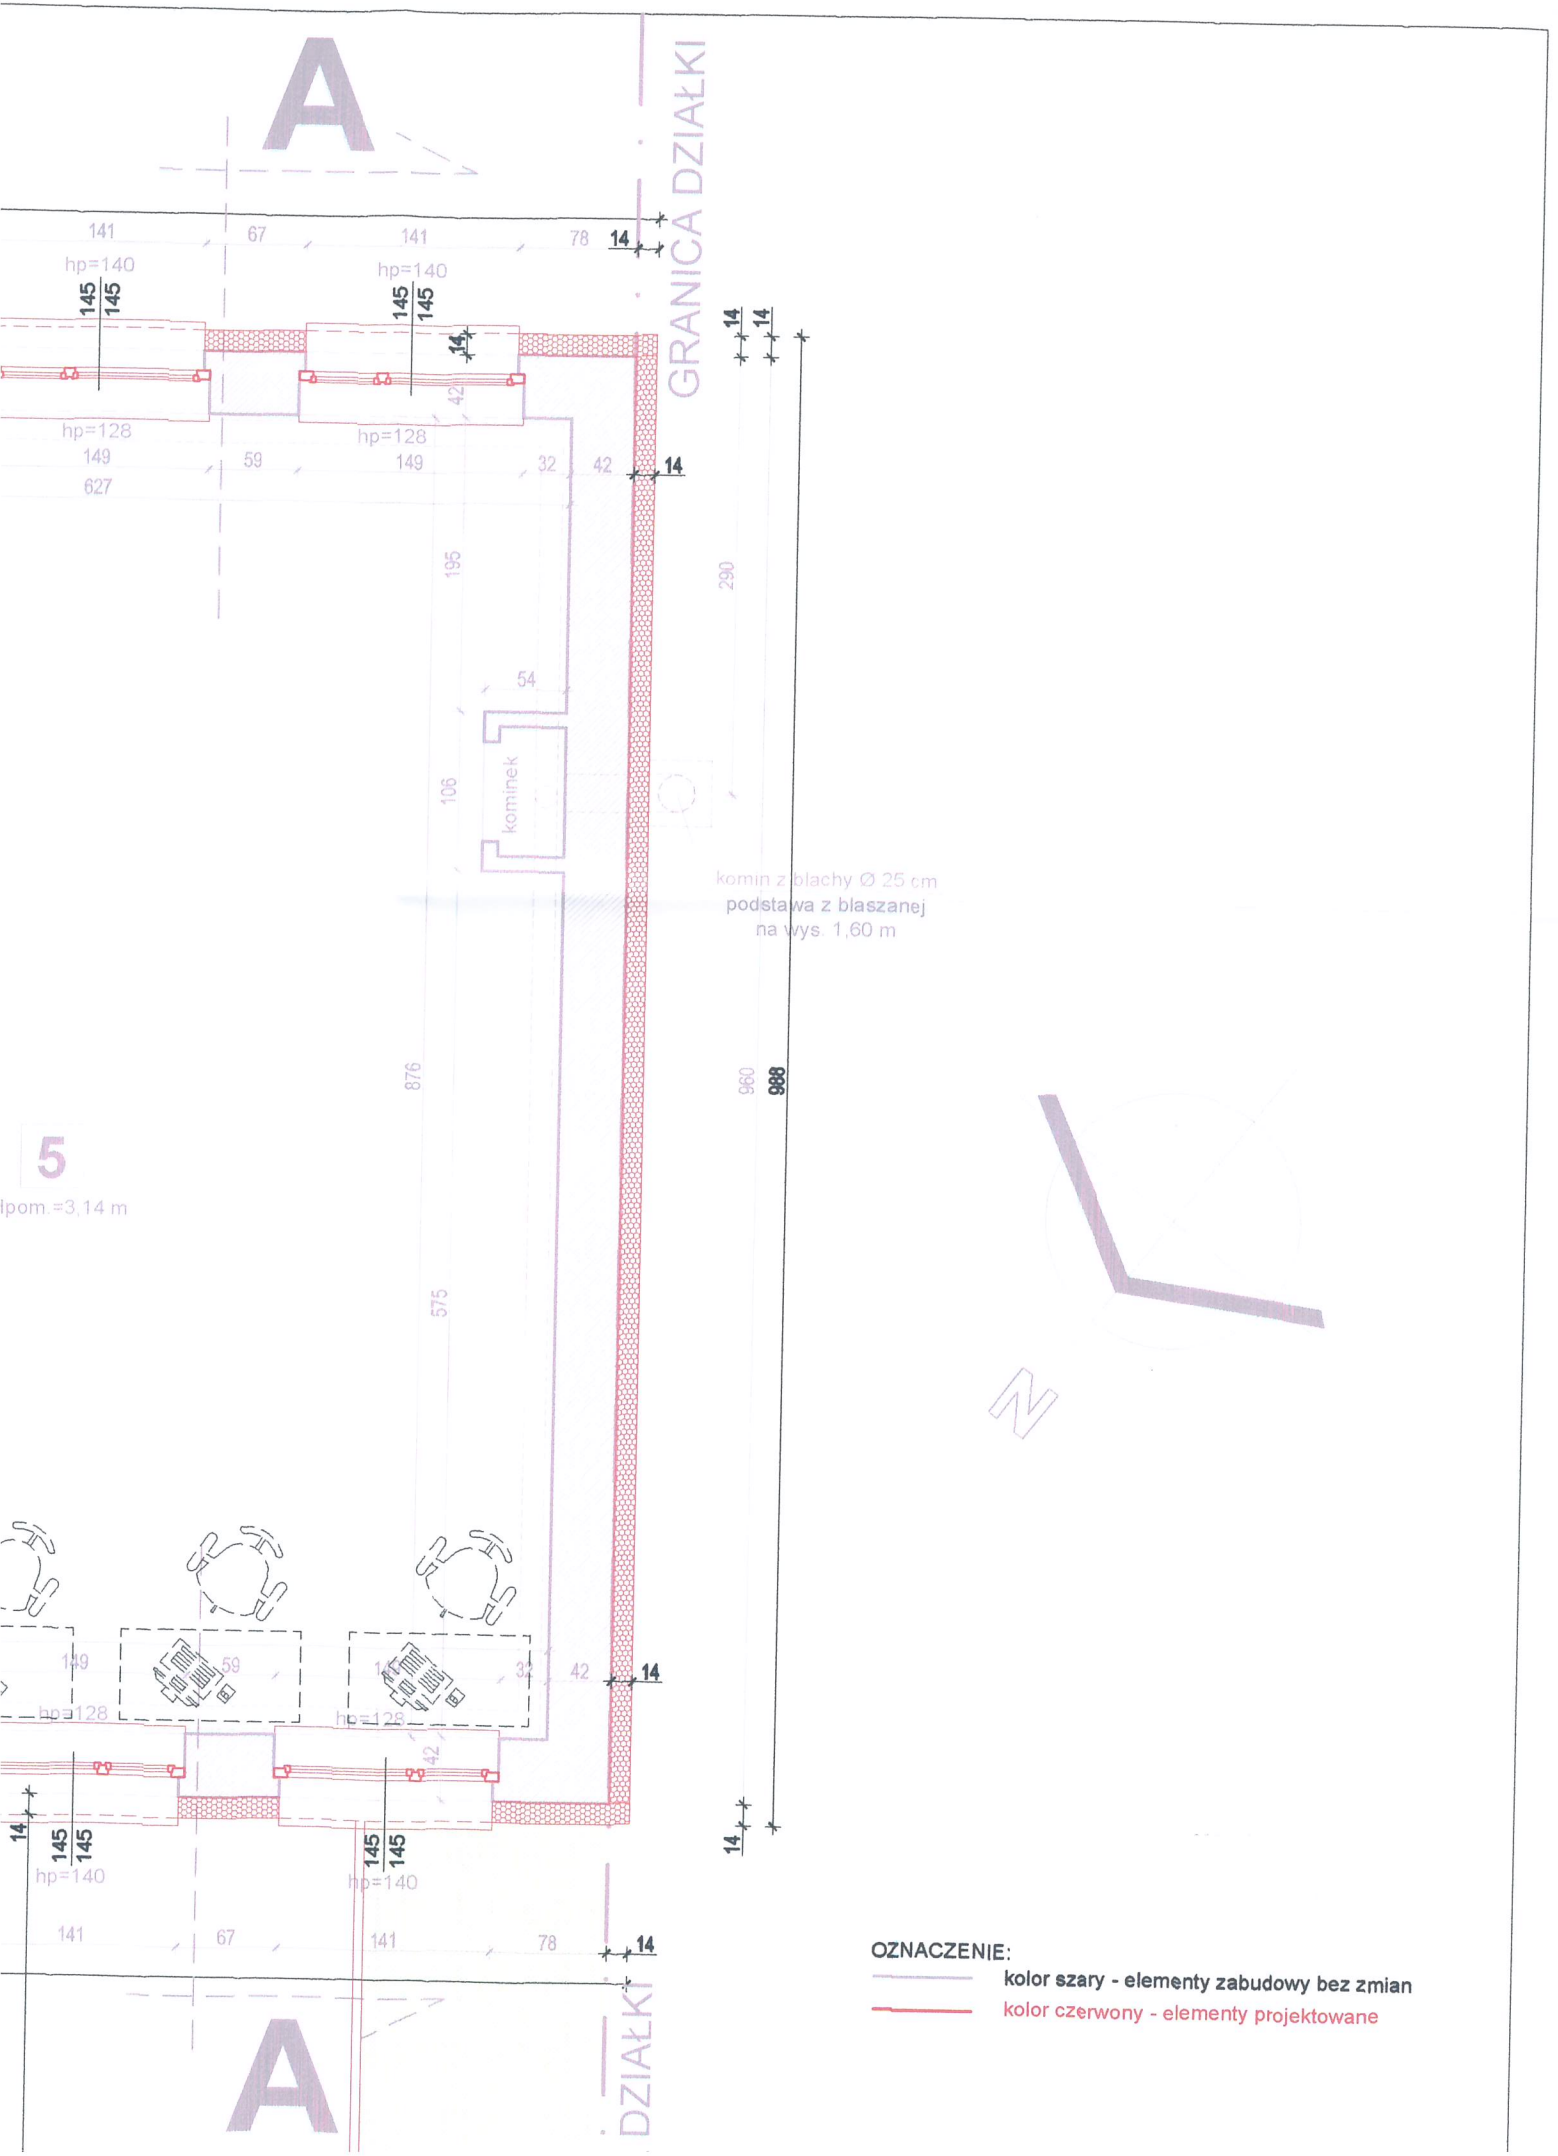 A
GRANICA DZIAŁKI
141
67
141
78
14
hp=140
hp=140
145
145
145
145
14
14
14
42
hp=128
hp=128
149
59
149
32
42
14
627
195
290
54
106
kominek
komin z blachy Ø 25 cm
podstawa z blaszanej
na wys. 1,60 m
876
960
988
5
pom.=3,14 m
575
N
149
59
32
42
14
hp=128
hp=128
42
14
145
145
145
145
14
hp=140
hp=140
141
67
141
78
14
DZIAŁKI
A
OZNACZENIE:
kolor szary - elementy zabudowy bez zmian
kolor czerwony - elementy projektowane